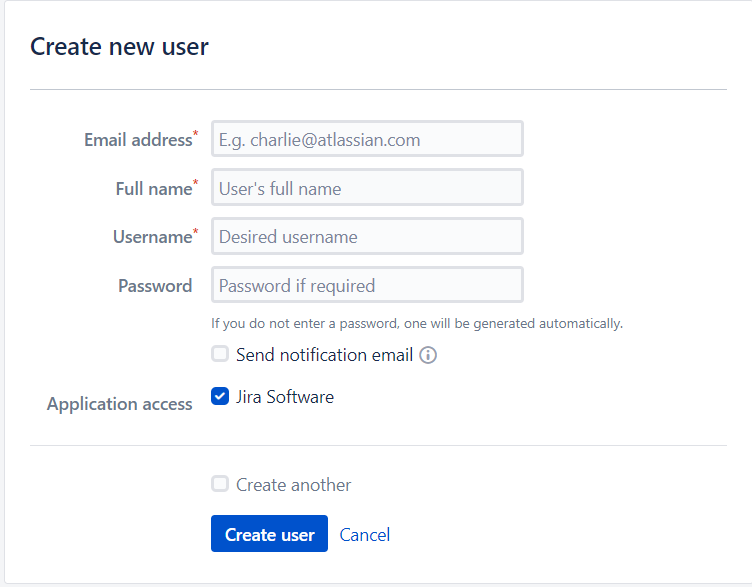 Create new user
Email address* E.g. charlie@atlassian.com
Full name* User's full name
Username* Desired username
Password Password if required
If you do not enter a password, one will be generated automatically.
Send notification email
Application access Jira Software
Create another
Create user Cancel